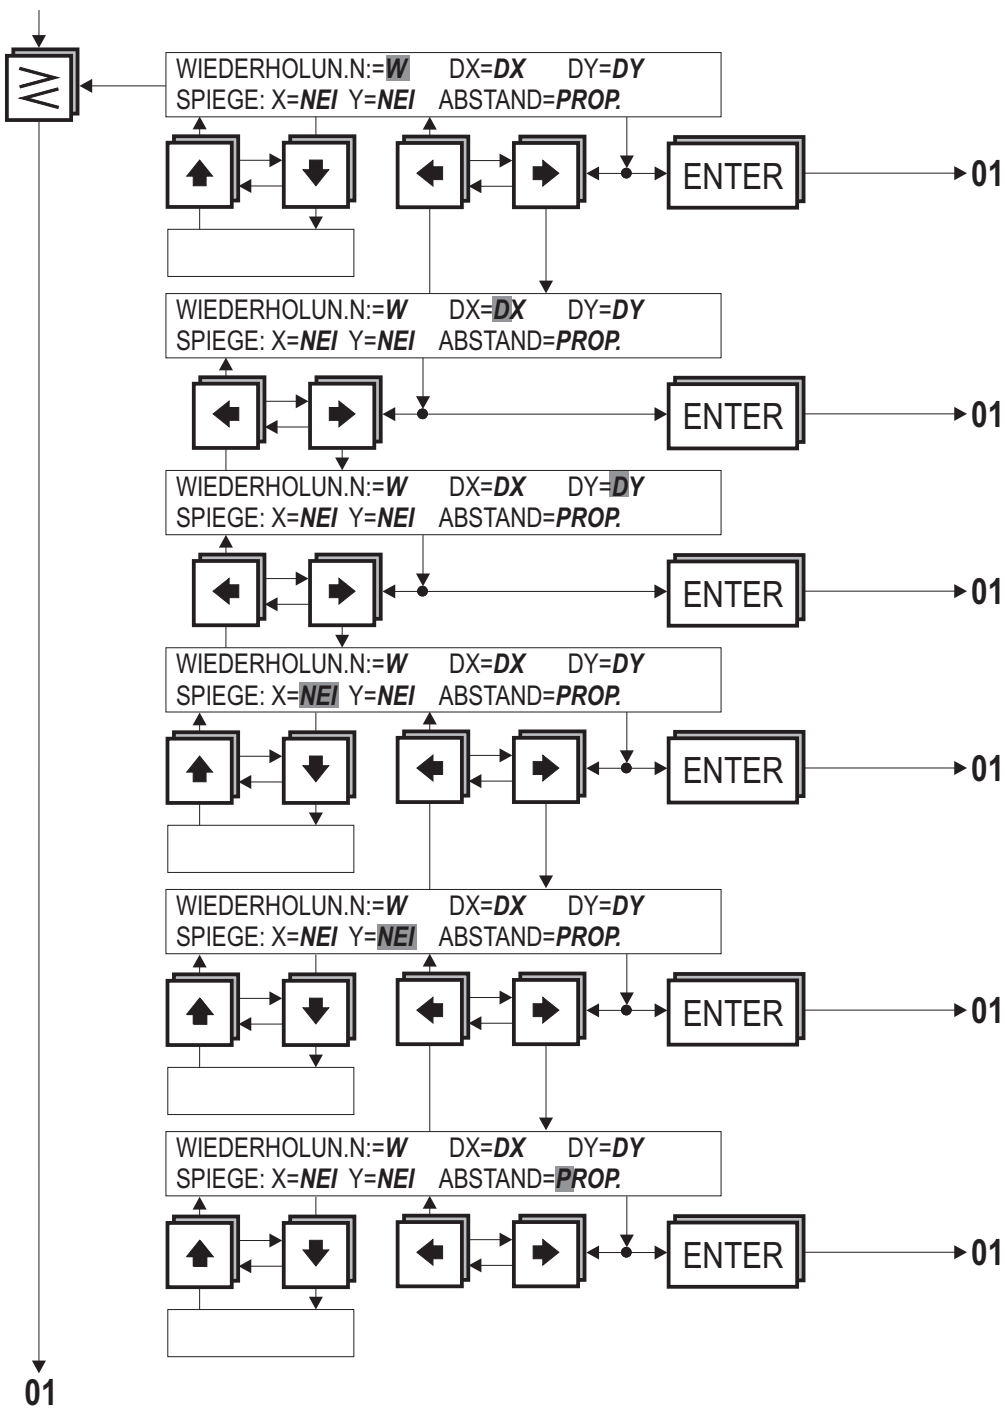 WIEDERHOLUN.N:=W DX=DX DY=DY
SPIEGE: X=NEI Y=NEI ABSTAND=PROP.
ENTER 01
WIEDERHOLUN.N:=W DX=DX DY=DY
SPIEGE: X=NEI Y=NEI ABSTAND=PROP.
ENTER 01
WIEDERHOLUN.N:=W DX=DX DY=DY
SPIEGE: X=NEI Y=NEI ABSTAND=PROP.
ENTER 01
WIEDERHOLUN.N:=W DX=DX DY=DY
SPIEGE: X=NEI Y=NEI ABSTAND=PROP.
ENTER 01
WIEDERHOLUN.N:=W DX=DX DY=DY
SPIEGE: X=NEI Y=NEI ABSTAND=PROP.
ENTER 01
WIEDERHOLUN.N:=W DX=DX DY=DY
SPIEGE: X=NEI Y=NEI ABSTAND=PROP.
ENTER 01
01